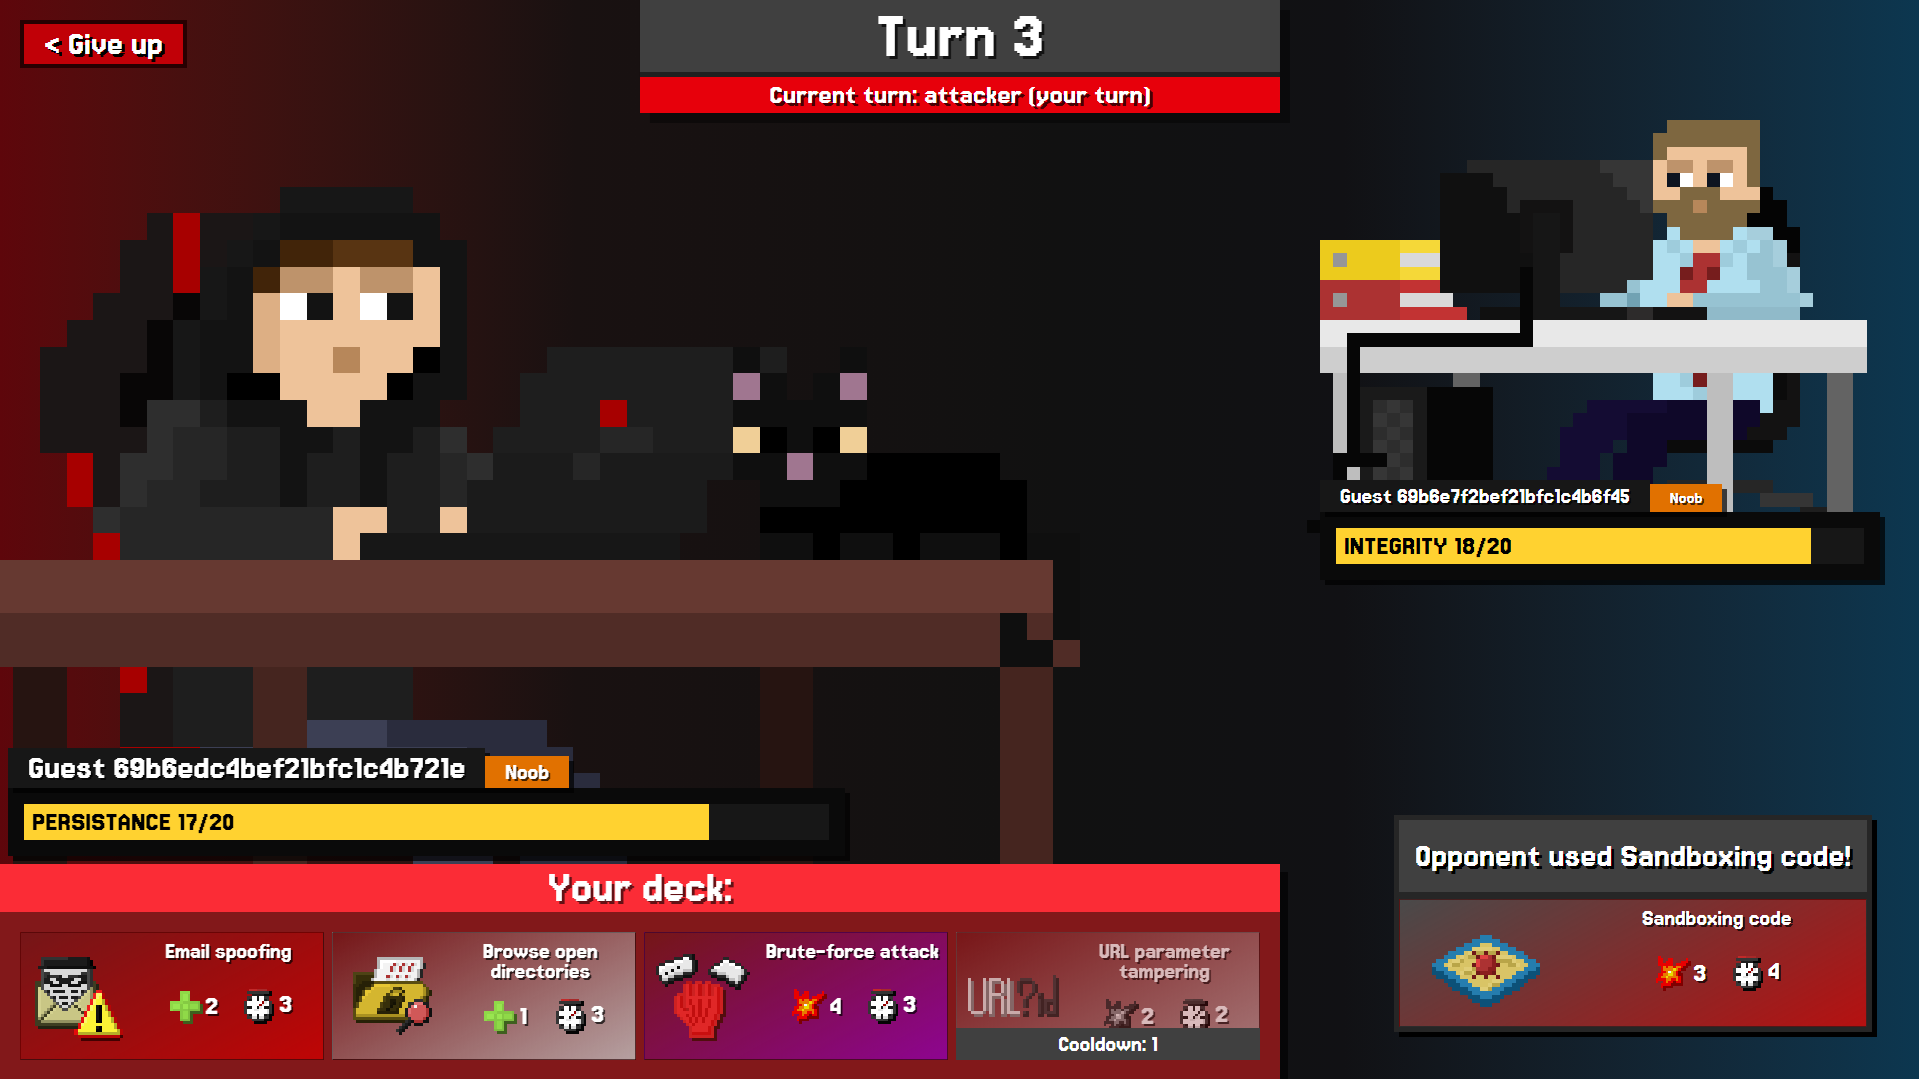 < Give up
Turn 3
Current turn: attacker (your turn)
Guest 69b6e7f2bef21bfc1c4b6f45
Noob
INTEGRITY 18/20
Guest 69b6edc4bef21bfc1c4b721e
Noob
PERSISTANCE 17/20
Your deck:
Email spoofing
2 3
Browse open
directories
1 3
Brute-force attack
4 3
URL?id
URL parameter
tampering
2 2
Cooldown: 1
Opponent used Sandboxing code!
Sandboxing code
3 4